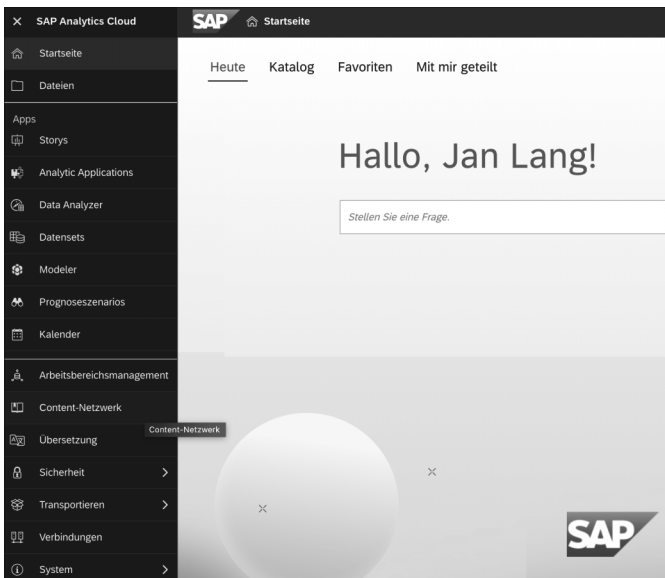 SAP Analytics Cloud
SAP
Startseite
Startseite
Dateien
Apps
Storys
Analytic Applications
Data Analyzer
Datensets
Modeler
Prognoseszenarios
Kalender
Arbeitsbereichsmanagement
Content-Netzwerk
Content-Netzwerk
Übersetzung
Sicherheit
Transportieren
Verbindungen
System
Heute Katalog Favoriten Mit mir geteilt
Hallo, Jan Lang!
Stellen Sie eine Frage.
SAP